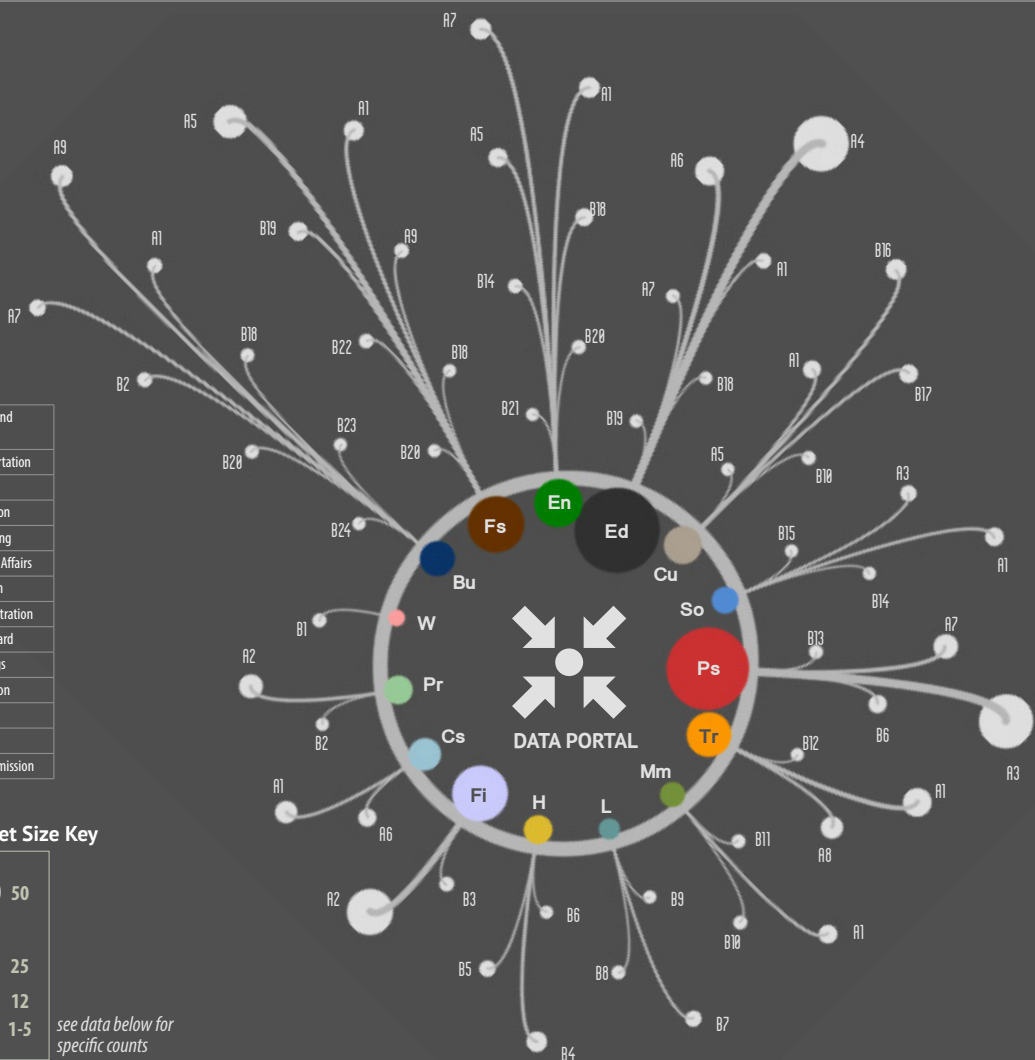 A7
A1
A5
A1
A5
A4
A9
A6
B19
B18
A1
A9
B16
A1
B14
A7
A7
B18
B22
B18
B20
A1
B2
B18
B17
B21
B19
B23
nd
B20
B20
A5
B10
rtation
A3
En
on
B24
Fs
Ed
B15
ng
A1
Affairs
Bu
Cu
B14
n
So
tration
B1
W
B13
A7
ard
A2
Ps
gs
Pr
B6
on
B2
Cs
DATA PORTAL
Tr
B12
mission
Mm
A3
A1
Fi
H
L
A1
et Size Key
A6
B11
A8
50
A2
B3
B6
B9
B10
A1
25
B5
B8
12
1-5
see data below for
specific counts
B7
B4